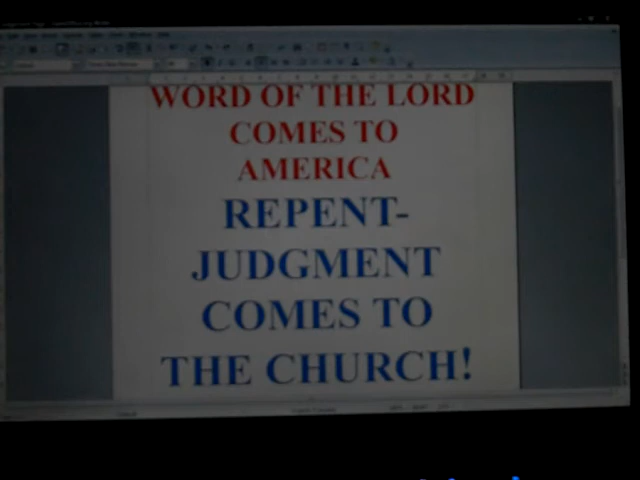 WORD OF THE LORD
COMES TO
AMERICA
REPENT-
JUDGMENT
COMES TO
THE CHURCH!